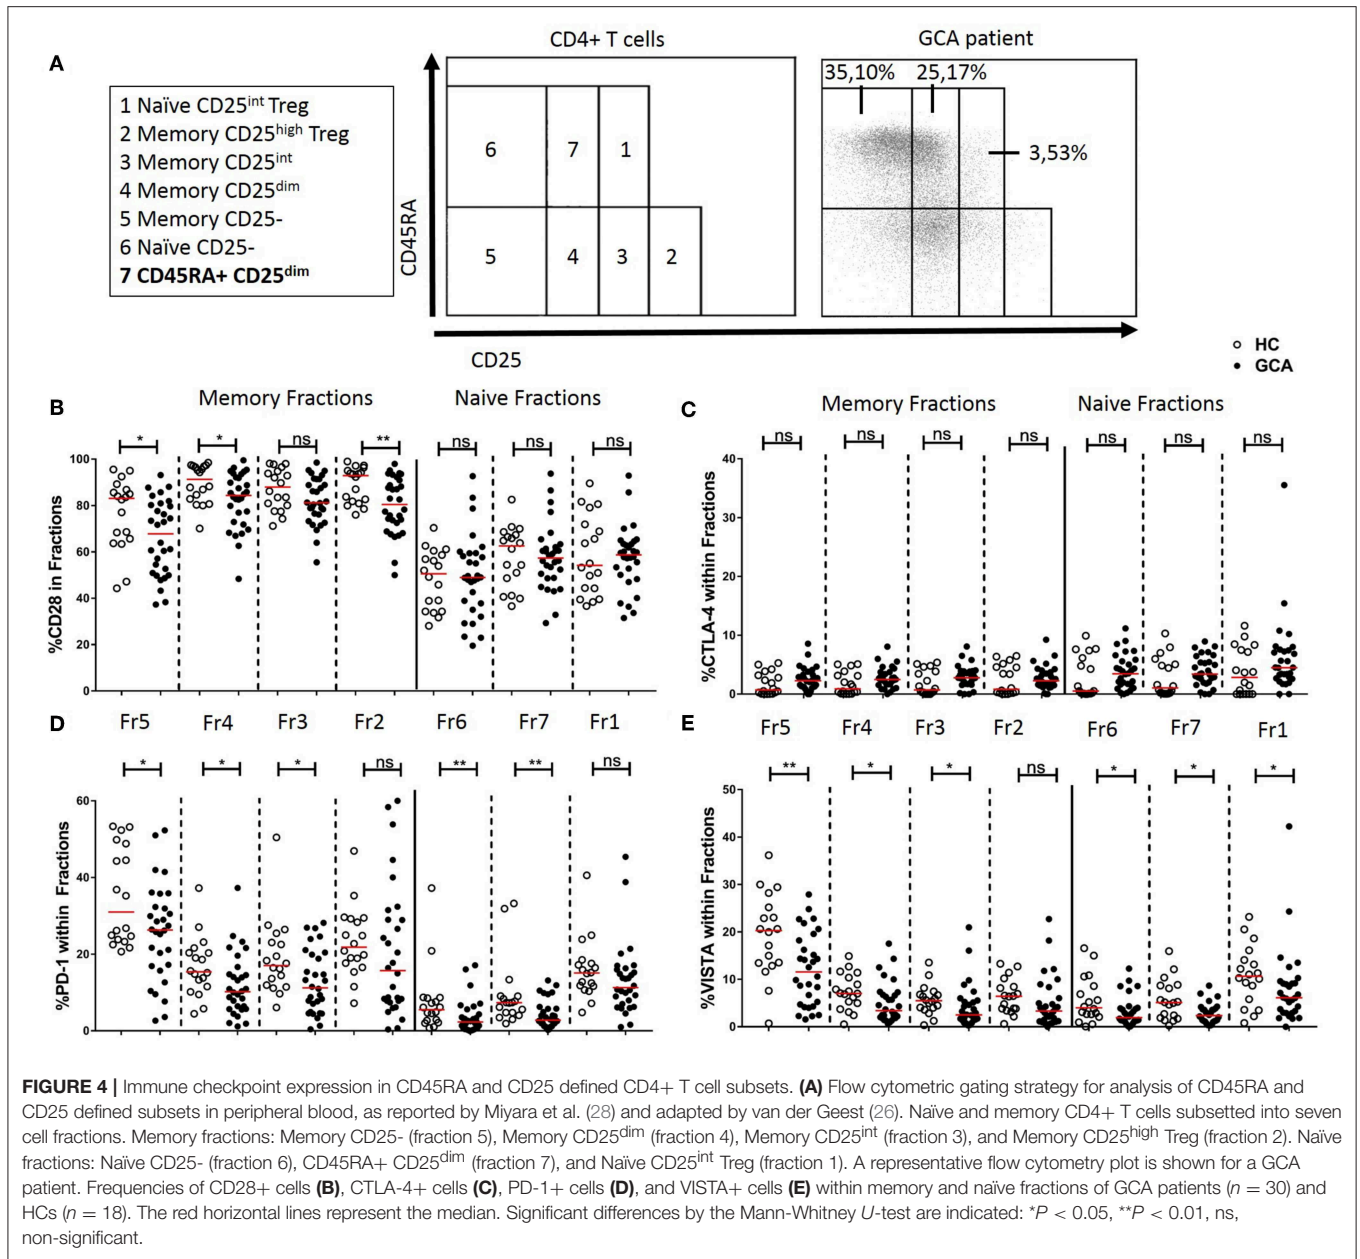 A
1 Naïve CD25int Treg
2 Memory CD25high Treg
3 Memory CD25int
4 Memory CD25dim
5 Memory CD25-
6 Naïve CD25-
7 CD45RA+ CD25dim
CD4+ T cells
CD45RA
6 7 1
5 4 3 2
CD25
GCA patient
35,10% 25,17%
3,53%
HC
GCA
B
Memory Fractions Naive Fractions
* * ns ** ns ns ns
%CD28 in Fractions
100
80
60
40
20
0
C
Memory Fractions Naive Fractions
ns ns ns ns ns ns ns
%CTLA-4 within Fractions
40
30
20
10
0
D
Fr5 Fr4 Fr3 Fr2 Fr6 Fr7 Fr1
* * * ns ** ** ns
%PD-1 within Fractions
60
40
20
0
E
Fr5 Fr4 Fr3 Fr2 Fr6 Fr7 Fr1
** * * ns * * *
%VISTA within Fractions
50
40
30
20
10
0
FIGURE 4 | Immune checkpoint expression in CD45RA and CD25 defined CD4+ T cell subsets. (A) Flow cytometric gating strategy for analysis of CD45RA and
CD25 defined subsets in peripheral blood, as reported by Miyara et al. (28) and adapted by van der Geest (26). Naïve and memory CD4+ T cells subsetted into seven
cell fractions. Memory fractions: Memory CD25- (fraction 5), Memory CD25dim (fraction 4), Memory CD25int (fraction 3), and Memory CD25high Treg (fraction 2). Naïve
fractions: Naïve CD25- (fraction 6), CD45RA+ CD25dim (fraction 7), and Naïve CD25int Treg (fraction 1). A representative flow cytometry plot is shown for a GCA
patient. Frequencies of CD28+ cells (B), CTLA-4+ cells (C), PD-1+ cells (D), and VISTA+ cells (E) within memory and naïve fractions of GCA patients (n = 30) and
HCs (n = 18). The red horizontal lines represent the median. Significant differences by the Mann-Whitney U-test are indicated: *P < 0.05, **P < 0.01, ns,
non-significant.